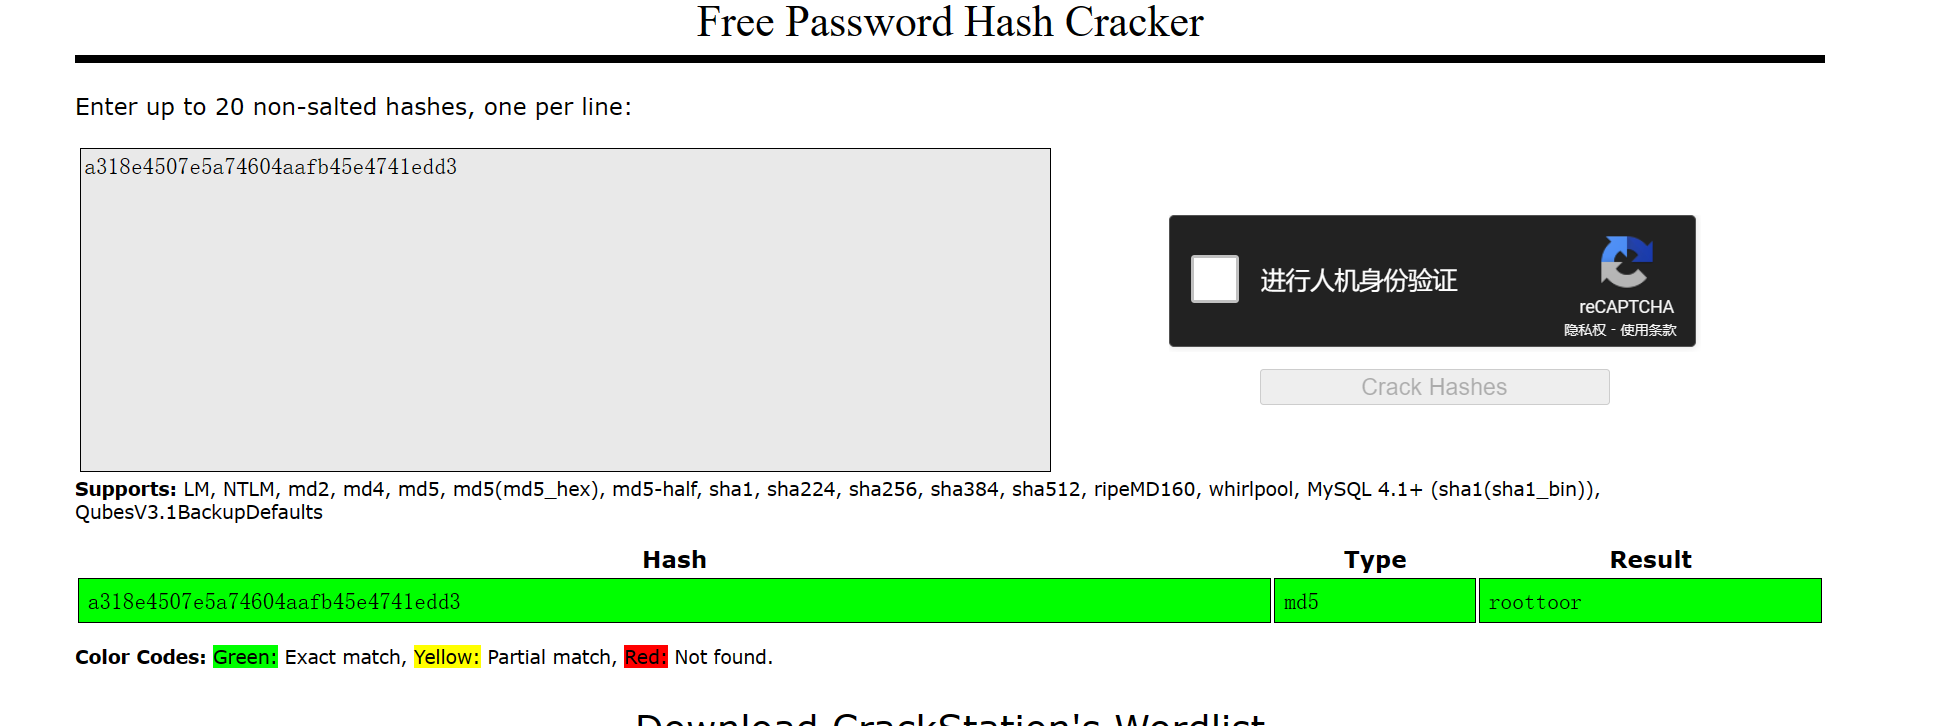 Free Password Hash Cracker
Enter up to 20 non-salted hashes, one per line:
a318e4507e5a74604aafb45e4741edd3
进行人机身份验证
reCAPTCHA
隐私权 - 使用条款
Crack Hashes
Supports: LM, NTLM, md2, md4, md5, md5(md5_hex), md5-half, sha1, sha224, sha256, sha384, sha512, ripeMD160, whirlpool, MySQL 4.1+ (sha1(sha1_bin)),
QubesV3.1BackupDefaults
Hash Type Result
a318e4507e5a74604aafb45e4741edd3 md5 roottoor
Color Codes: Green: Exact match, Yellow: Partial match, Red: Not found.
Download CrackStation's Wordlist